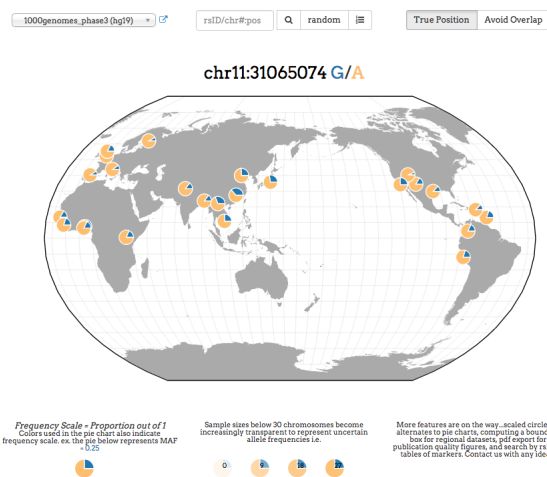 1000genomes_phase3 (hg19)
rsID/chr#:pos
Q
random
True Position
Avoid Overlap
chr11:31065074 G/A
Frequency Scale = Proportion out of 1
Colors used in the pie chart also indicate
frequency scale. ex. the pie below represents MAF
= 0.25
Sample sizes below 30 chromosomes become
increasingly transparent to represent uncertain
allele frequencies i.e.
0
9
18
27
More features are on the way...scaled circle
alternates to pie charts, computing a bound
box for regional datasets, pdf export for
publication quality figures, and search by rs
tables of markers. Contact us with any idea